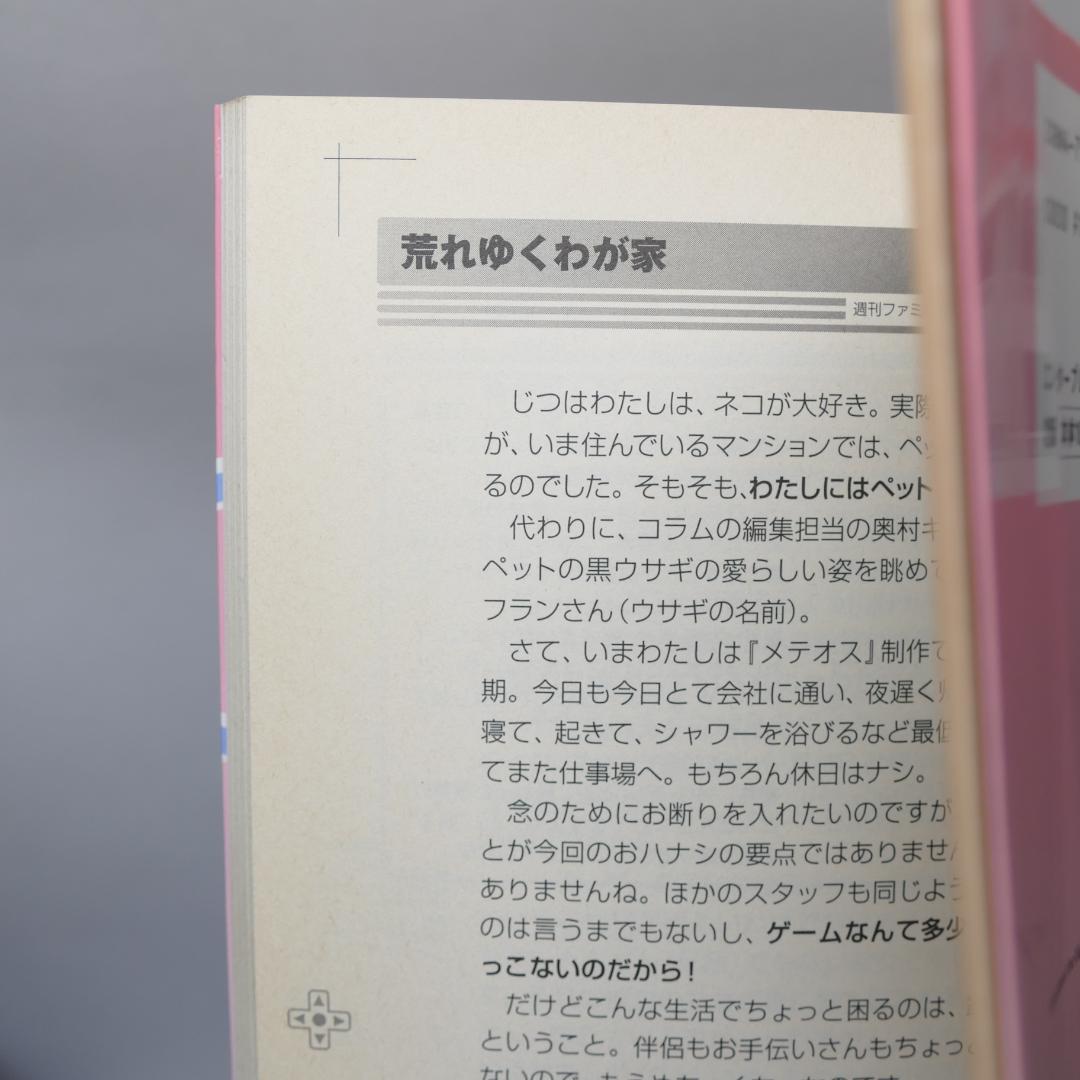 荒れゆくわが家
週刊ファミ
じつはわたしは、ネコが大好き。実際
が、いま住んでいるマンションでは、ペッ
るのでした。そもそも、わたしにはペット
代わりに、コラムの編集担当の奥村キ
ペットの黒ウサギの愛らしい姿を眺めて
フランさん(ウサギの名前)。
さて、いまわたしは『メテオス』制作
期。今日も今日とて会社に通い、夜遅く
寝て、起きて、シャワーを浴びるなど最低
てまた仕事場へ。もちろん休日はナシ。
念のためにお断りを入れたいのですが
とが今回のおハナシの要点ではありませ
ありませんね。ほかのスタッフも同じよう
のは言うまでもないし、ゲームなんて多少
っこないのだから!
だけどこんな生活でちょっと困るのは、
ということ。伴侶もお手伝いさんもちょっ